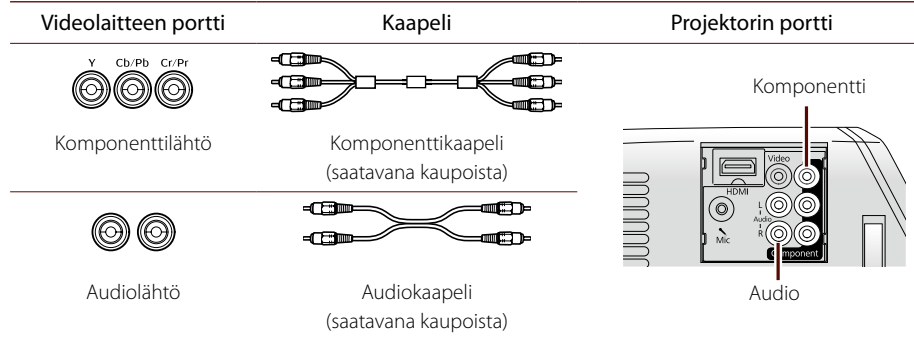 Videolaitteen portti
Kaapeli
Projektorin portti
Y Cb/Pb Cr/Pr
Komponenttilähtö
Komponenttikaapeli
(saatavana kaupoista)
Komponentti
Video
HDMI
L
Audio
R
Mic
Component
Audio
Audiolähtö
Audiokaapeli
(saatavana kaupoista)